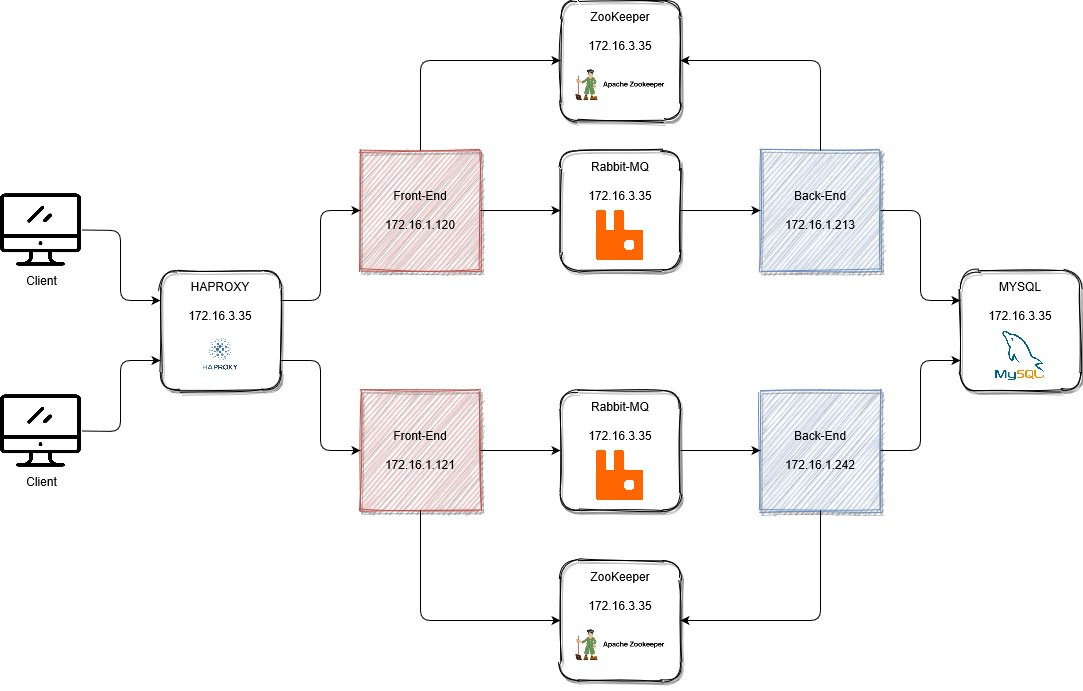 ZooKeeper
172.16.3.35
Apache Zookeeper
Front-End
172.16.1.120
Rabbit-MQ
172.16.3.35
Back-End
172.16.1.213
Client
HAPROXY
172.16.3.35
HAPROXY
MYSQL
172.16.3.35
MySQL
Client
Front-End
172.16.1.121
Rabbit-MQ
172.16.3.35
Back-End
172.16.1.242
ZooKeeper
172.16.3.35
Apache Zookeeper